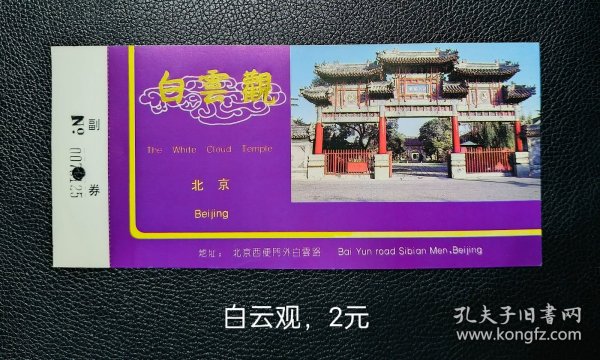 白雲觀
The White Cloud Temple
北京
Beijing
地址： 北京西便門外白雲路 Bai Yun road Sibian Men、Beijing
副券
№
白云观，2元
孔夫子旧书网
www.kongfz.com